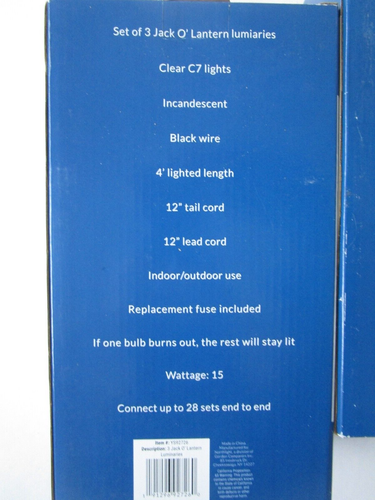 Set of 3 Jack O' Lantern lumiaries
Clear C7 lights
Incandescent
Black wire
4' lighted length
12" tail cord
12" lead cord
Indoor/outdoor use
Replacement fuse included
If one bulb burns out, the rest will stay lit
Wattage: 15
Connect up to 28 sets end to end
Description: 3 Jack O' Lantern
Luminaries
Made in China.